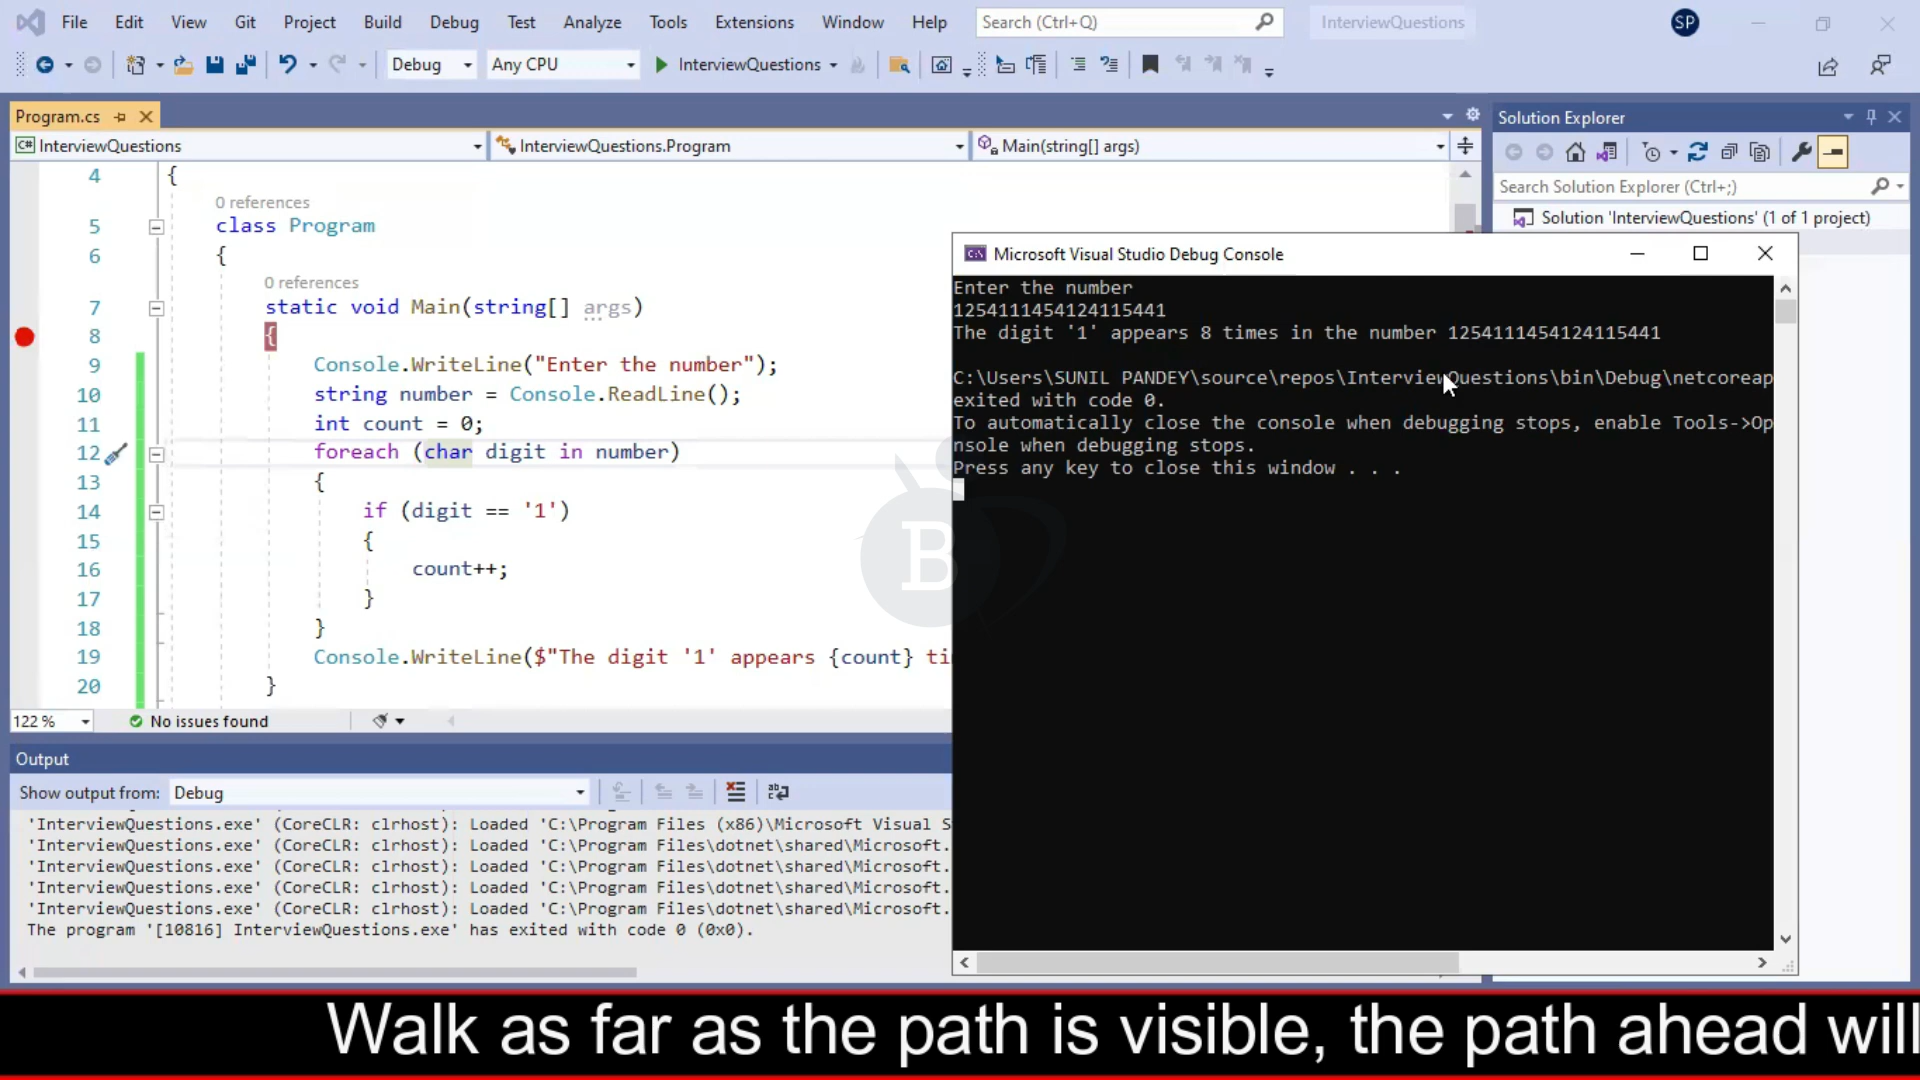 File Edit View Git Project Build Debug Test Analyze Tools Extensions Window Help Search (Ctrl+Q) InterviewQuestions SP
Debug Any CPU InterviewQuestions
Program.cs
C# InterviewQuestions InterviewQuestions.Program Main(string[] args)
4 {
0 references
5 class Program
6 {
0 references
7 static void Main(string[] args)
8 {
9 Console.WriteLine("Enter the number");
10 string number = Console.ReadLine();
11 int count = 0;
12 foreach (char digit in number)
13 {
14 if (digit == '1')
15 {
16 count++;
17 }
18 }
19 Console.WriteLine($"The digit '1' appears {count} ti
20 }
122 % No issues found
Solution Explorer
Search Solution Explorer (Ctrl+;)
Solution 'InterviewQuestions' (1 of 1 project)
Microsoft Visual Studio Debug Console
Enter the number
1254111454124115441
The digit '1' appears 8 times in the number 1254111454124115441
C:\Users\SUNIL PANDEY\source\repos\InterviewQuestions\bin\Debug\netcoreap
exited with code 0.
To automatically close the console when debugging stops, enable Tools->Op
nsole when debugging stops.
Press any key to close this window . . .
B
Output
Show output from: Debug
'InterviewQuestions.exe' (CoreCLR: clrhost): Loaded 'C:\Program Files (x86)\Microsoft Visual S
'InterviewQuestions.exe' (CoreCLR: clrhost): Loaded 'C:\Program Files\dotnet\shared\Microsoft.
'InterviewQuestions.exe' (CoreCLR: clrhost): Loaded 'C:\Program Files\dotnet\shared\Microsoft.
'InterviewQuestions.exe' (CoreCLR: clrhost): Loaded 'C:\Program Files\dotnet\shared\Microsoft.
'InterviewQuestions.exe' (CoreCLR: clrhost): Loaded 'C:\Program Files\dotnet\shared\Microsoft.
The program '[10816] InterviewQuestions.exe' has exited with code 0 (0x0).
Walk as far as the path is visible, the path ahead will